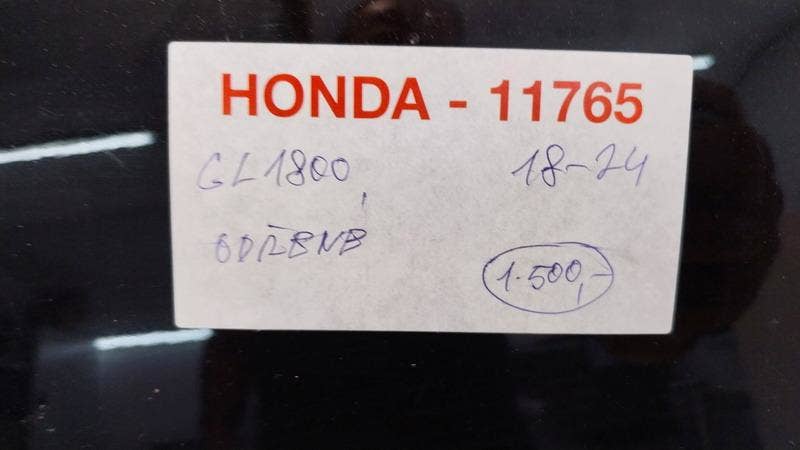 HONDA - 11765
GL1800 18-24
ODŘENÉ
1.500,-